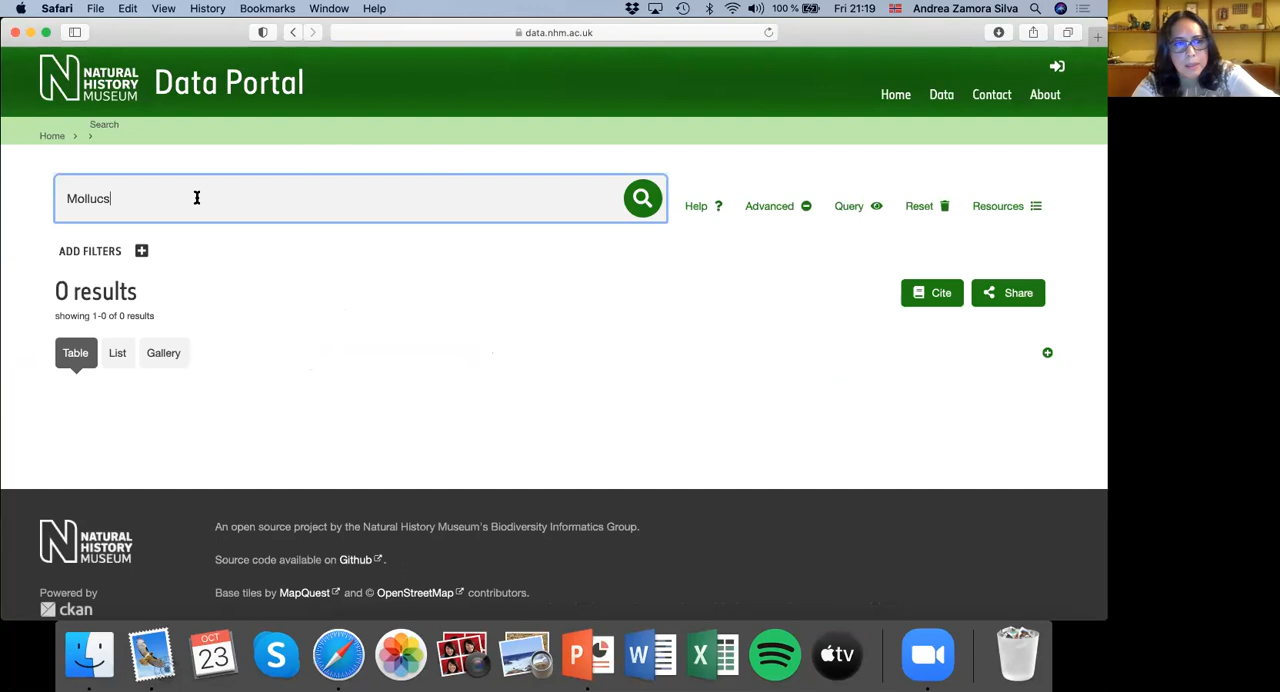 Safari File Edit View History Bookmarks Window Help 100 % Fri 21:19 Andrea Zamora Silva
data.nhm.ac.uk
N NATURAL HISTORY MUSEUM Data Portal
Home Data Contact About
Home > Search >
Mollucs
Help ? Advanced Query Reset Resources
ADD FILTERS
0 results
Cite Share
showing 1-0 of 0 results
Table List Gallery
N NATURAL HISTORY MUSEUM
An open source project by the Natural History Museum's Biodiversity Informatics Group.
Source code available on Github.
Powered by
Base tiles by MapQuest and © OpenStreetMap contributors.
ckan
OCT
23
S P W X tv